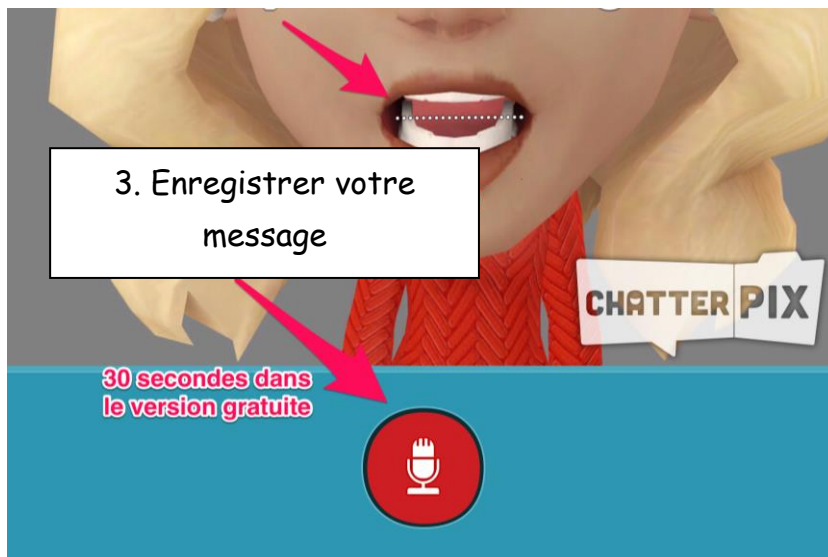 3. Enregistrer votre
message
CHATTER PIX
30 secondes dans
le version gratuite